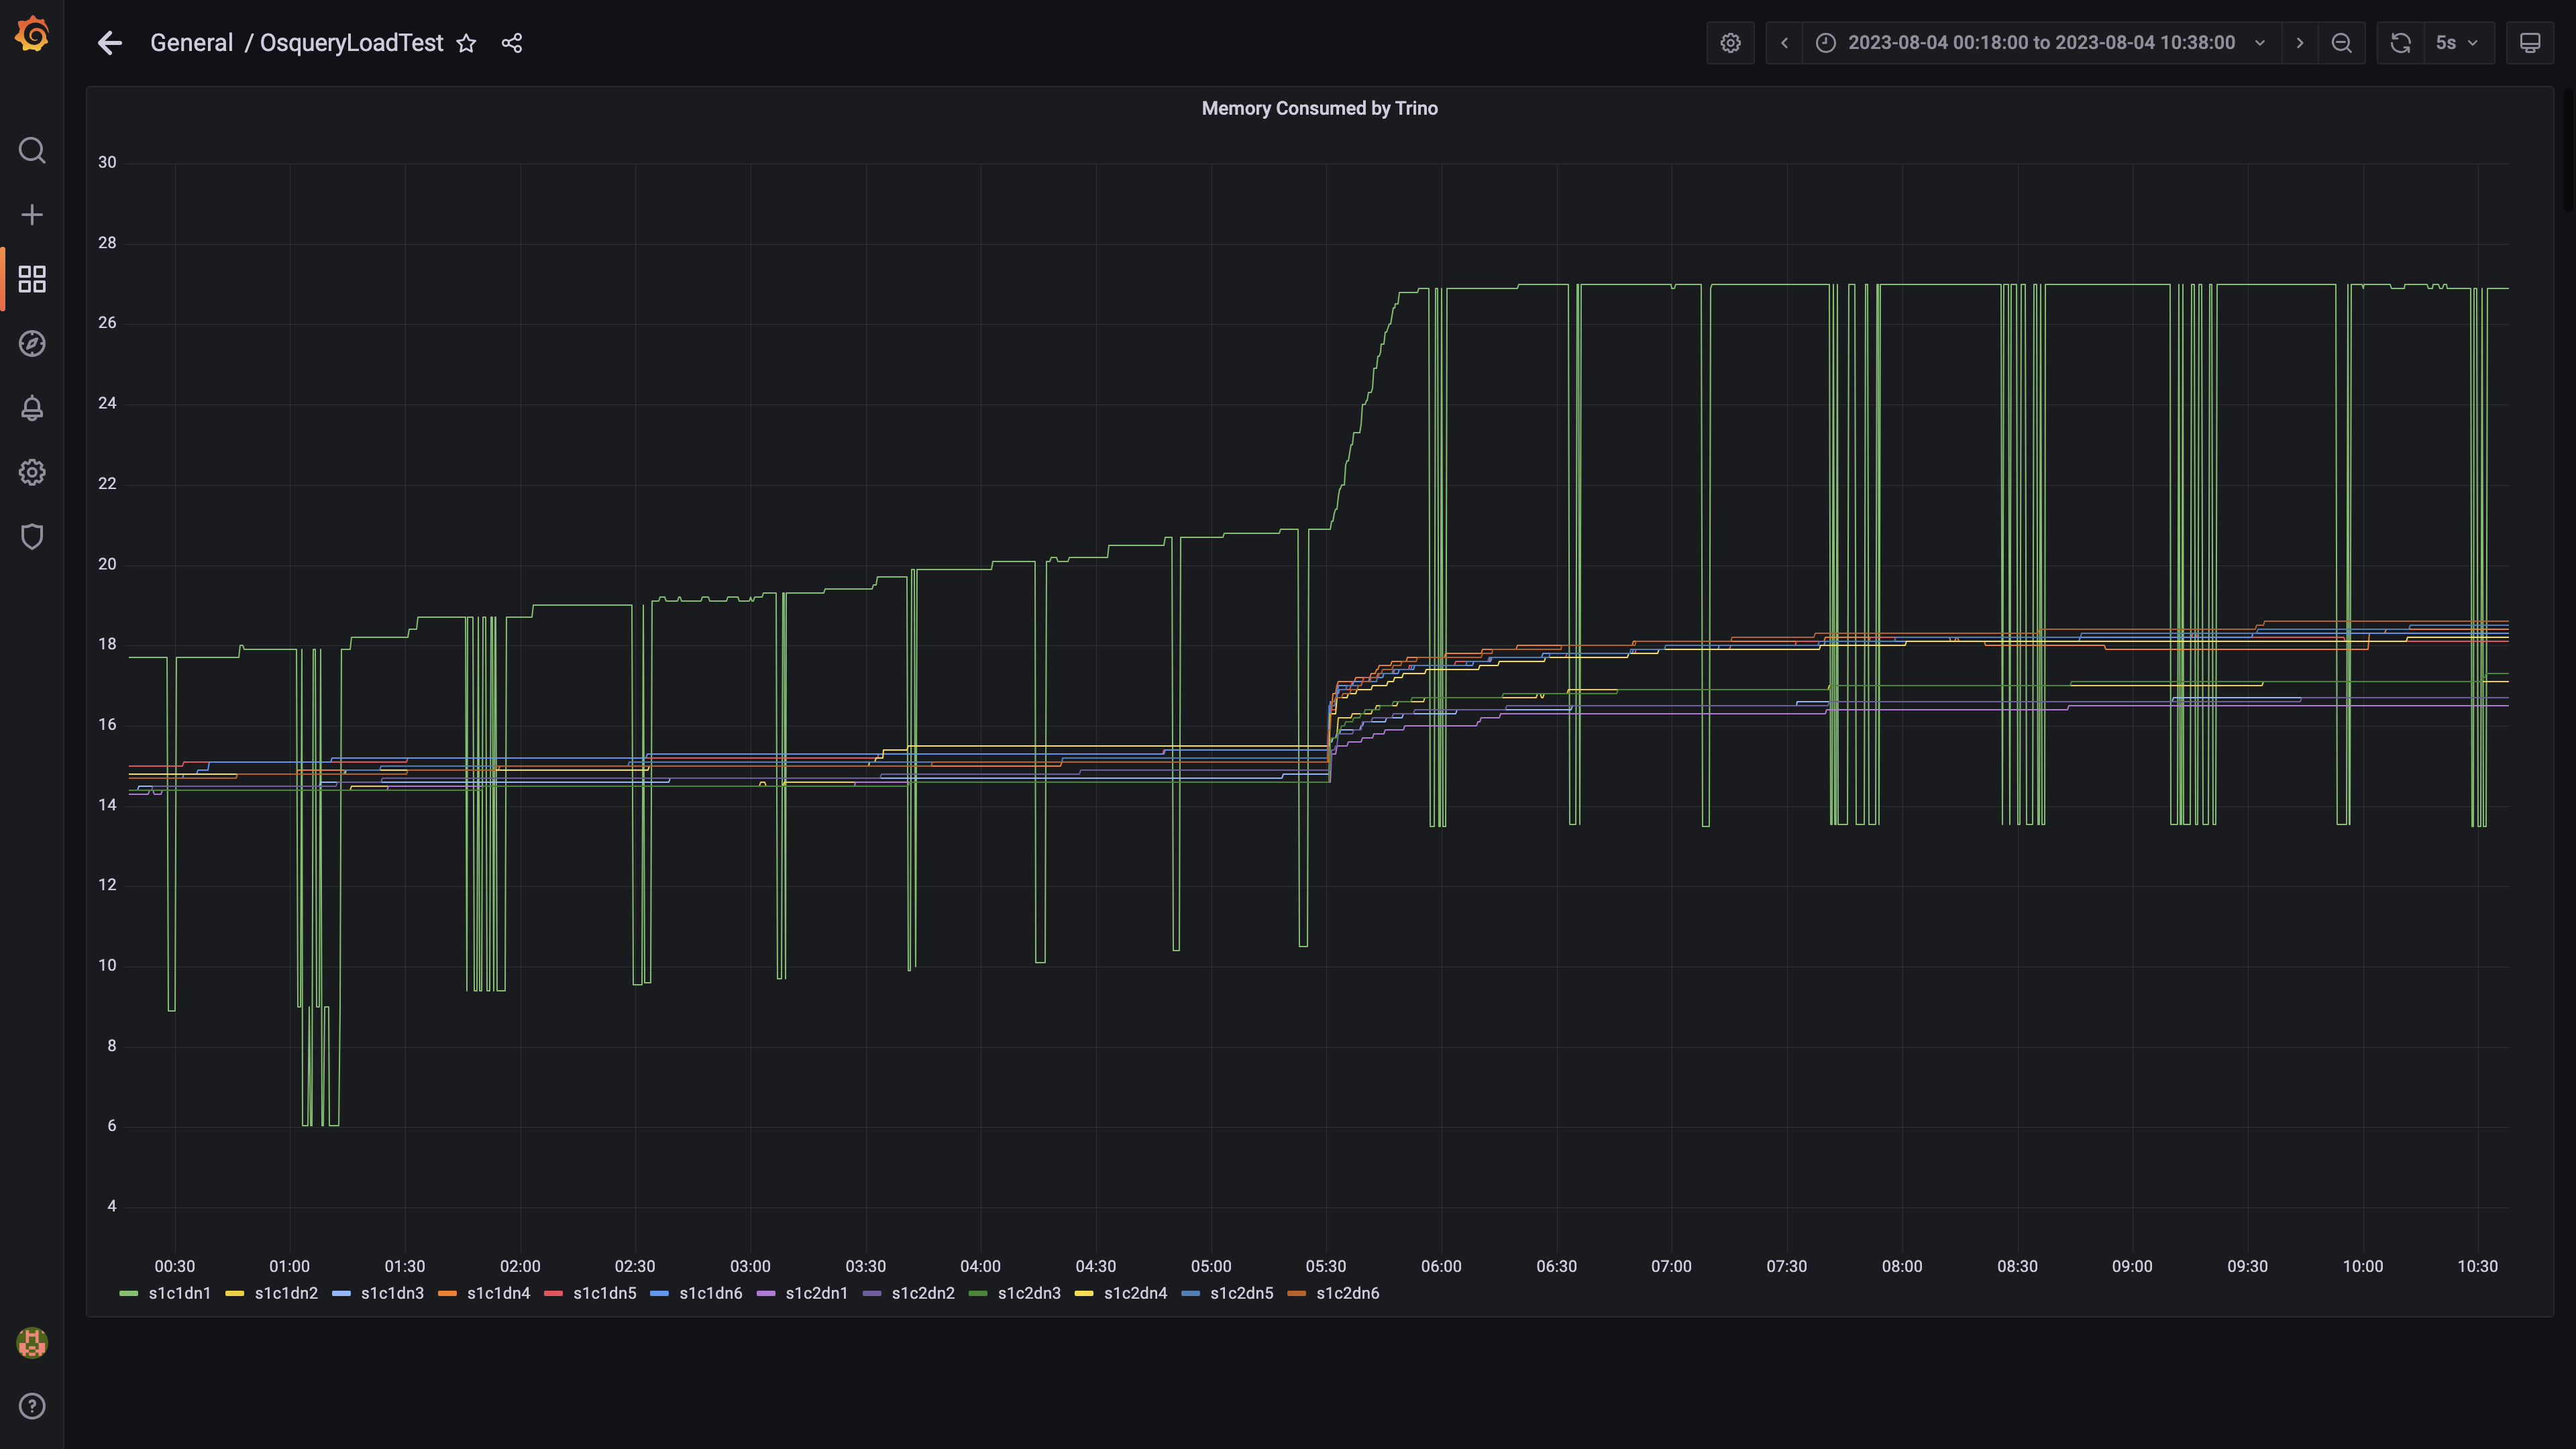 General / OsqueryLoadTest
2023-08-04 00:18:00 to 2023-08-04 10:38:00
5s
Memory Consumed by Trino
30
28
26
24
22
20
18
16
14
12
10
8
6
4
00:30 01:00 01:30 02:00 02:30 03:00 03:30 04:00 04:30 05:00 05:30 06:00 06:30 07:00 07:30 08:00 08:30 09:00 09:30 10:00 10:30
s1c1dn1 s1c1dn2 s1c1dn3 s1c1dn4 s1c1dn5 s1c1dn6 s1c2dn1 s1c2dn2 s1c2dn3 s1c2dn4 s1c2dn5 s1c2dn6